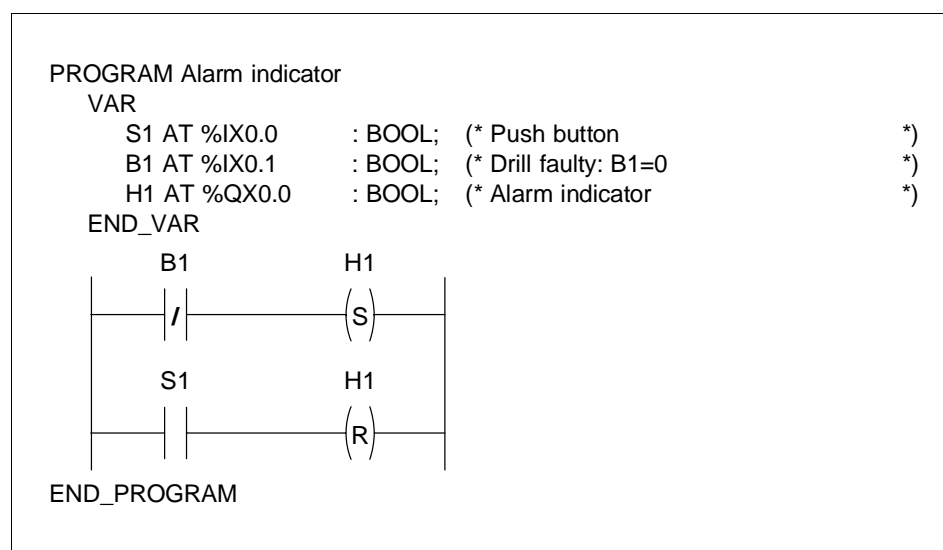 PROGRAM Alarm indicator
VAR
S1 AT %IX0.0 : BOOL; (* Push button *)
B1 AT %IX0.1 : BOOL; (* Drill faulty: B1=0 *)
H1 AT %QX0.0 : BOOL; (* Alarm indicator *)
END_VAR
B1 H1
/ S
S1 H1
R
END_PROGRAM